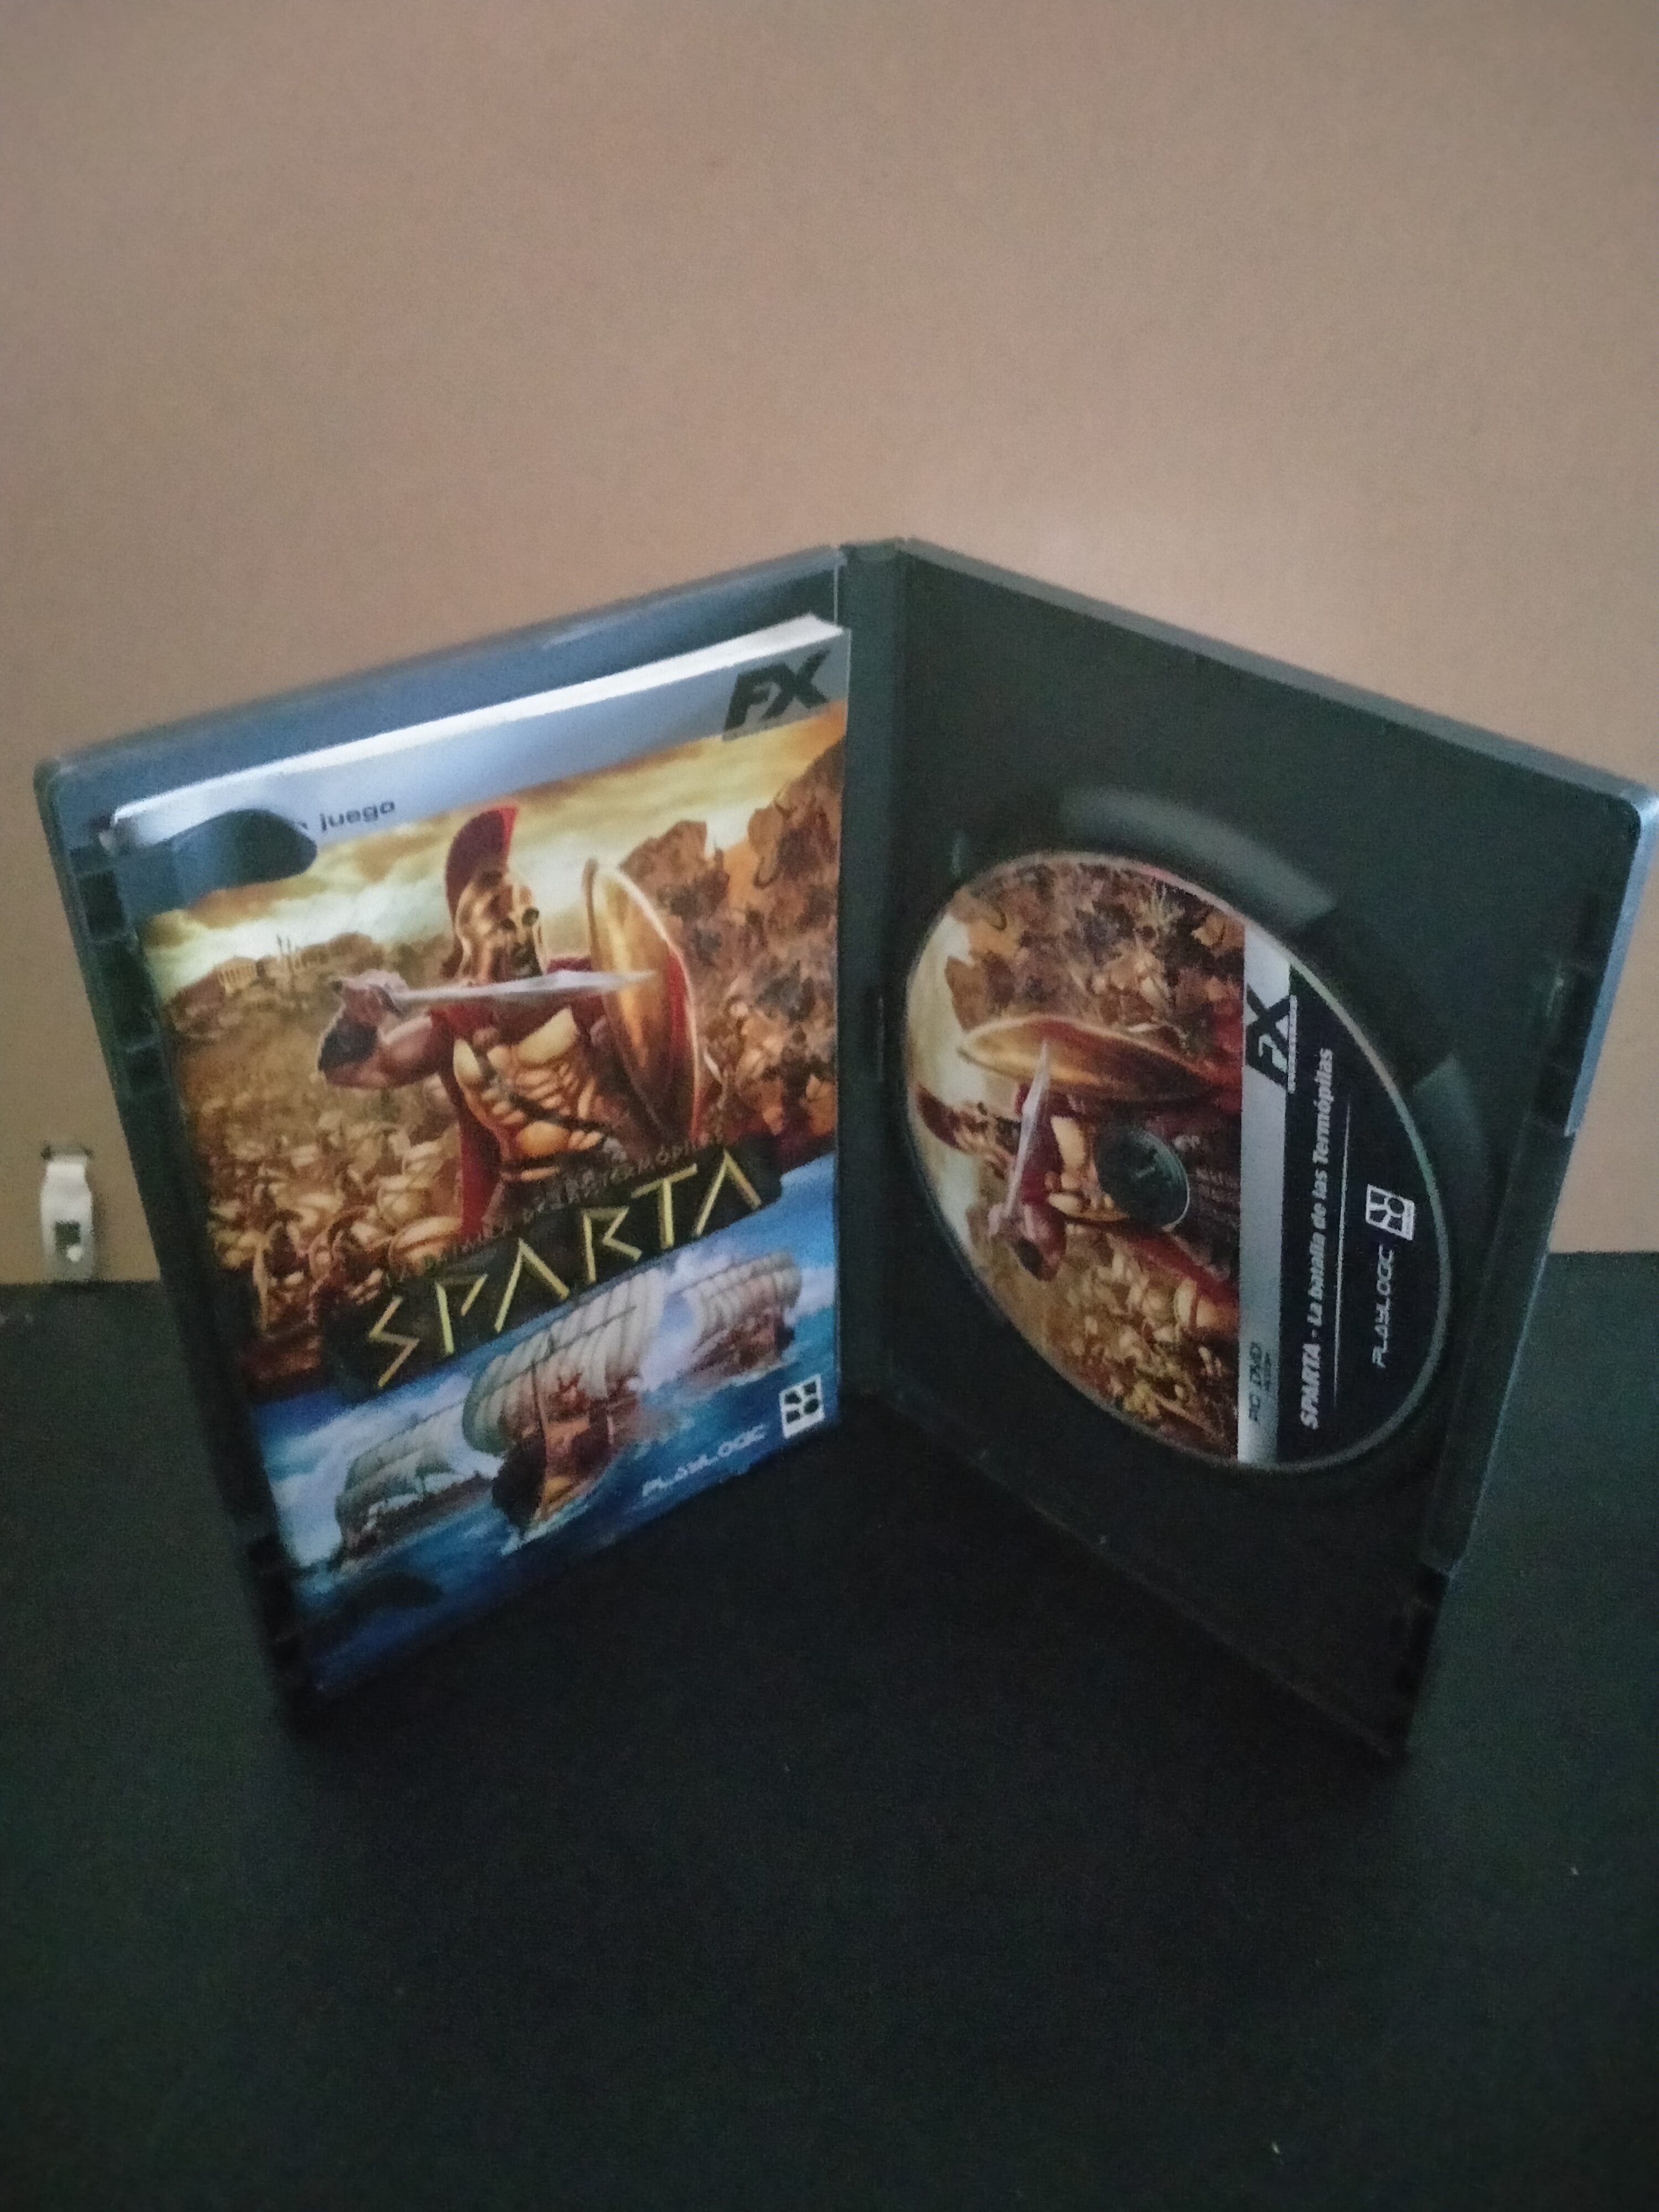 FX
juego
SPARTA
PLAYLOGIC
FX
PC DVD
SPARTA - La batalla de las Termópilas
PLAYLOGIC